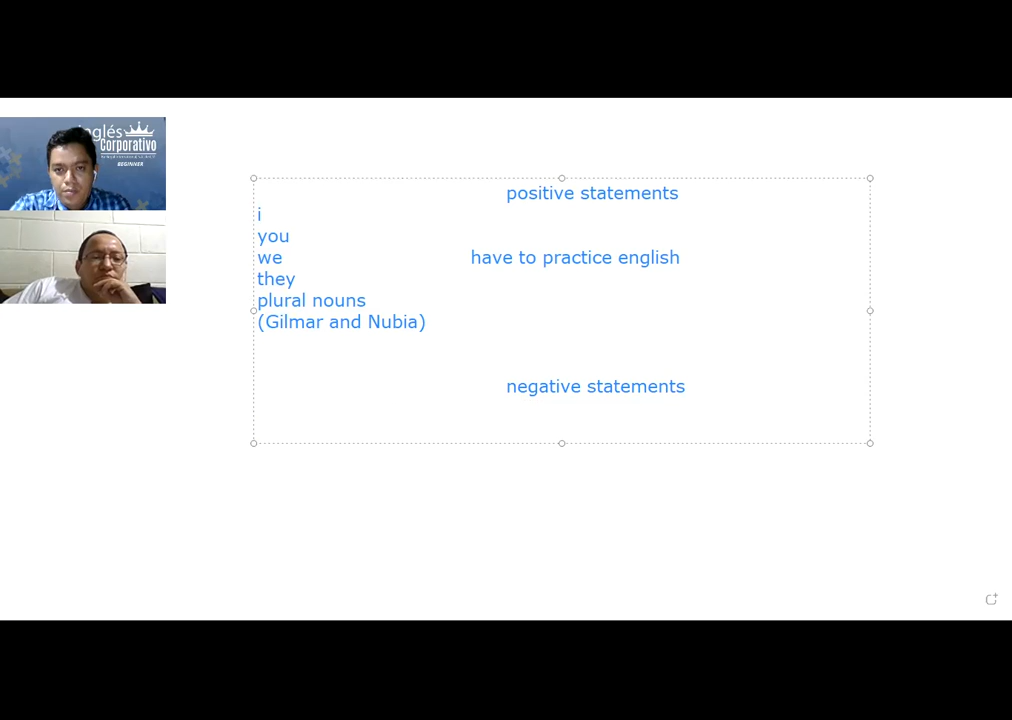 inglés
Corporativo
BEGINNER
positive statements
i
you
we have to practice english
they
plural nouns
(Gilmar and Nubia)
negative statements